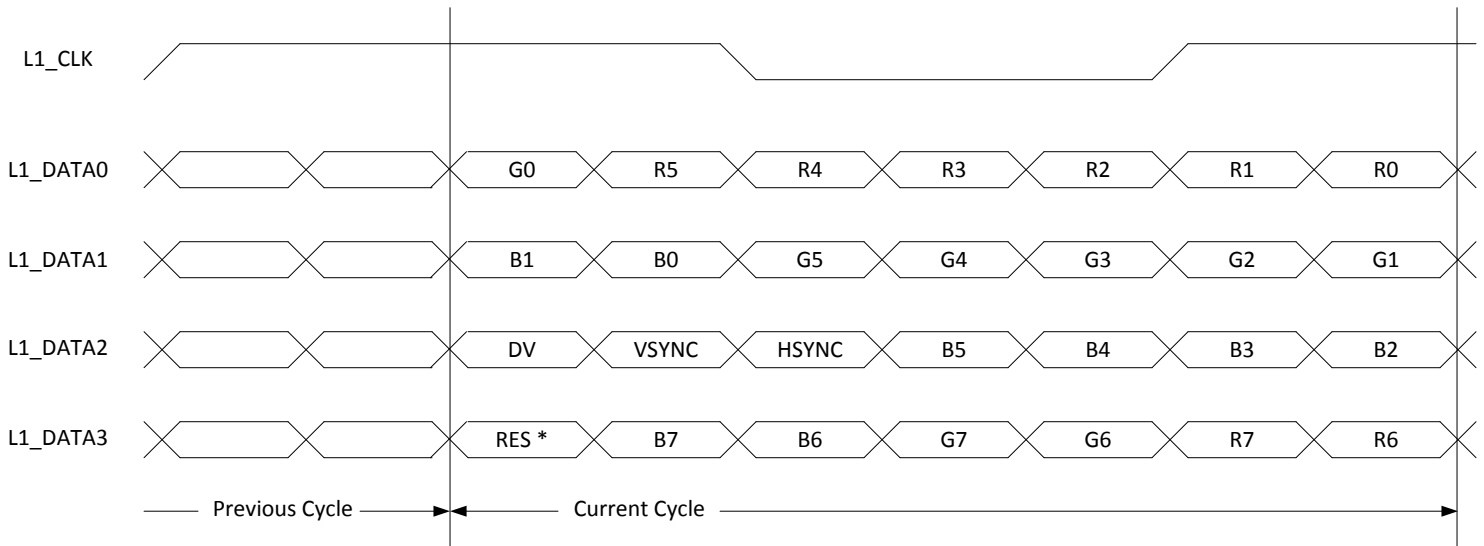 L1_CLK
L1_DATA0 G0 R5 R4 R3 R2 R1 R0
L1_DATA1 B1 B0 G5 G4 G3 G2 G1
L1_DATA2 DV VSYNC HSYNC B5 B4 B3 B2
L1_DATA3 RES * B7 B6 G7 G6 R7 R6
Previous Cycle Current Cycle